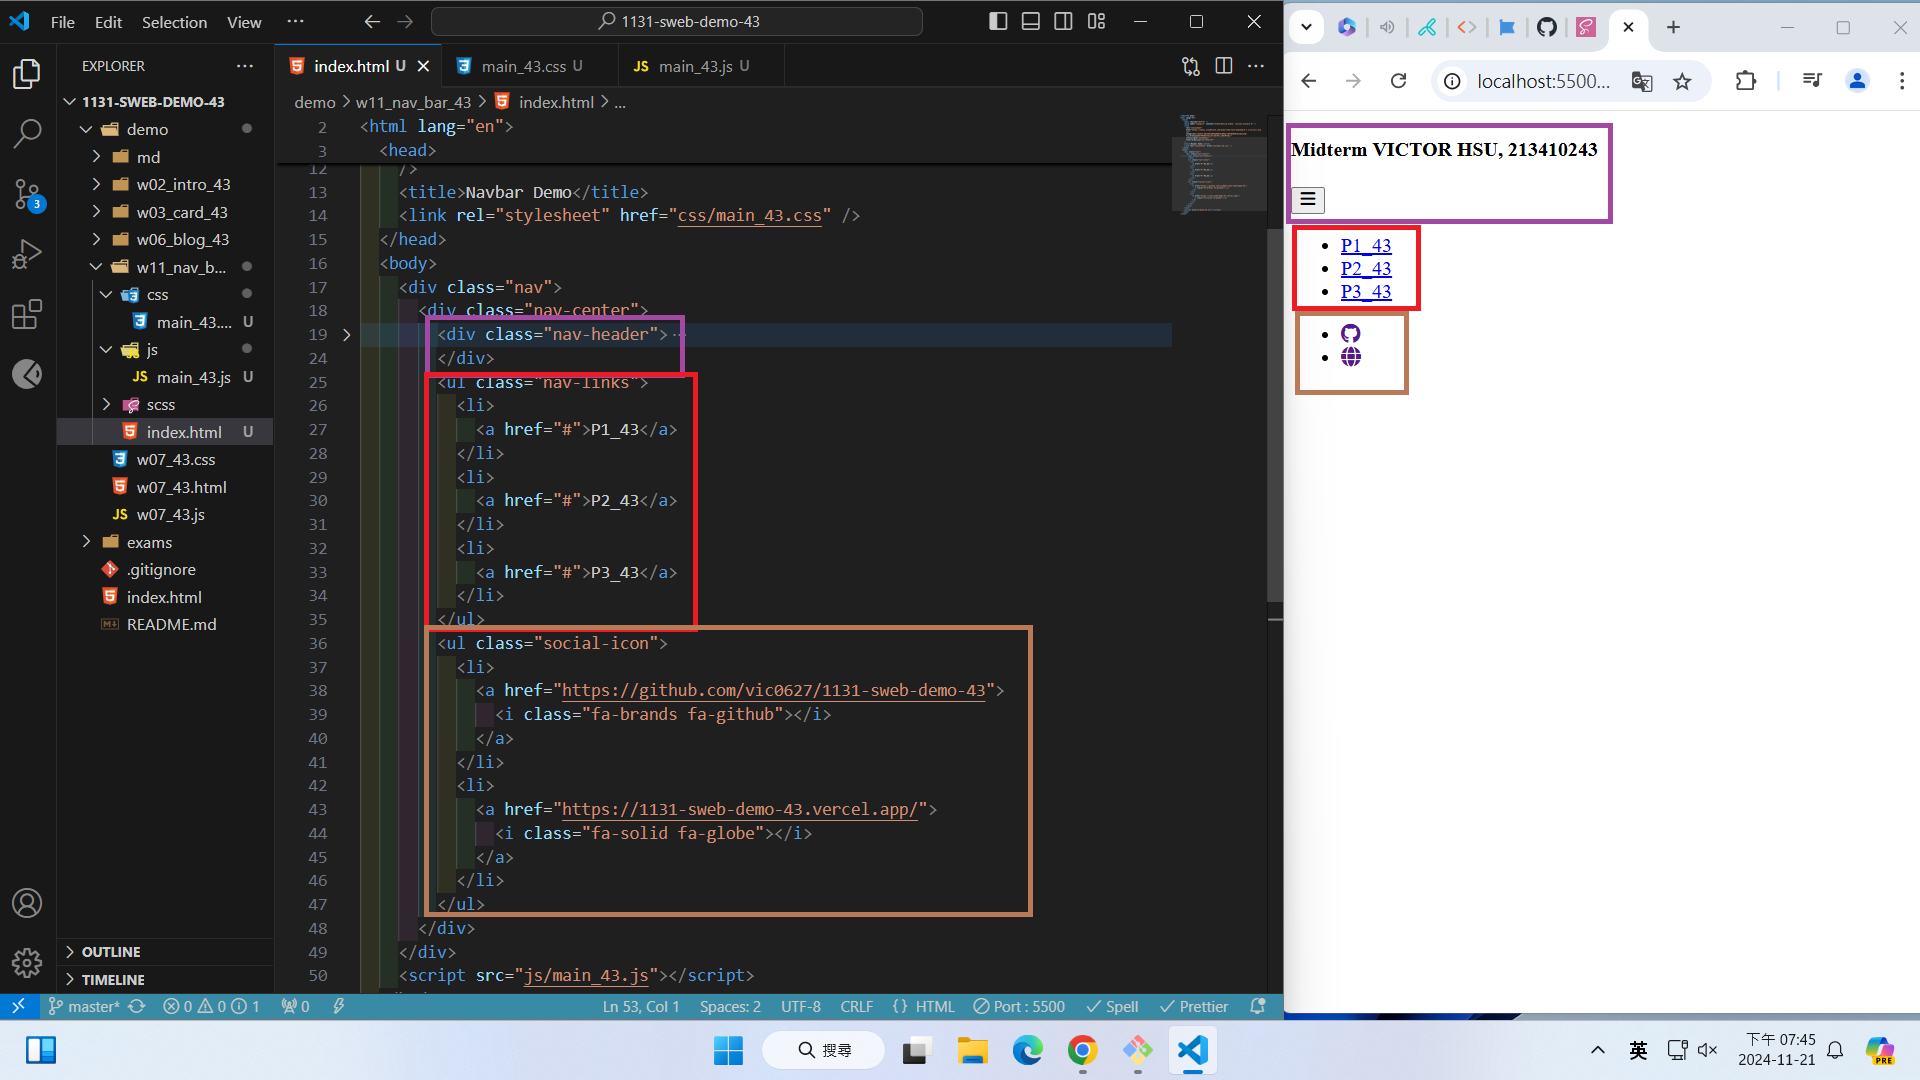 File Edit Selection View ··· 1131-sweb-demo-43
EXPLORER ···
1131-SWEB-DEMO-43
demo
md
w02_intro_43
w03_card_43
w06_blog_43
w11_nav_b...
css
main_43.... U
js
main_43.js U
scss
index.html U
w07_43.css
w07_43.html
w07_43.js
exams
.gitignore
index.html
README.md
OUTLINE
TIMELINE
3
index.html U main_43.css U main_43.js U
demo > w11_nav_bar_43 > index.html > ...
2 <html lang="en">
3 <head>
12 />
13 <title>Navbar Demo</title>
14 <link rel="stylesheet" href="css/main_43.css" />
15 </head>
16 <body>
17 <div class="nav">
18 <div class="nav-center">
19 <div class="nav-header"> ···
24 </div>
25 <ul class="nav-links">
26 <li>
27 <a href="#">P1_43</a>
28 </li>
29 <li>
30 <a href="#">P2_43</a>
31 </li>
32 <li>
33 <a href="#">P3_43</a>
34 </li>
35 </ul>
36 <ul class="social-icon">
37 <li>
38 <a href="https://github.com/vic0627/1131-sweb-demo-43">
39 <i class="fa-brands fa-github"></i>
40 </a>
41 </li>
42 <li>
43 <a href="https://1131-sweb-demo-43.vercel.app/">
44 <i class="fa-solid fa-globe"></i>
45 </a>
46 </li>
47 </ul>
48 </div>
49 </div>
50 <script src="js/main_43.js"></script>
master* 0 0 1 0 Ln 53, Col 1 Spaces: 2 UTF-8 CRLF {} HTML Port : 5500 Spell Prettier
localhost:5500...
Midterm VICTOR HSU, 213410243
P1_43
P2_43
P3_43
搜尋
英
下午 07:45
2024-11-21
PRE